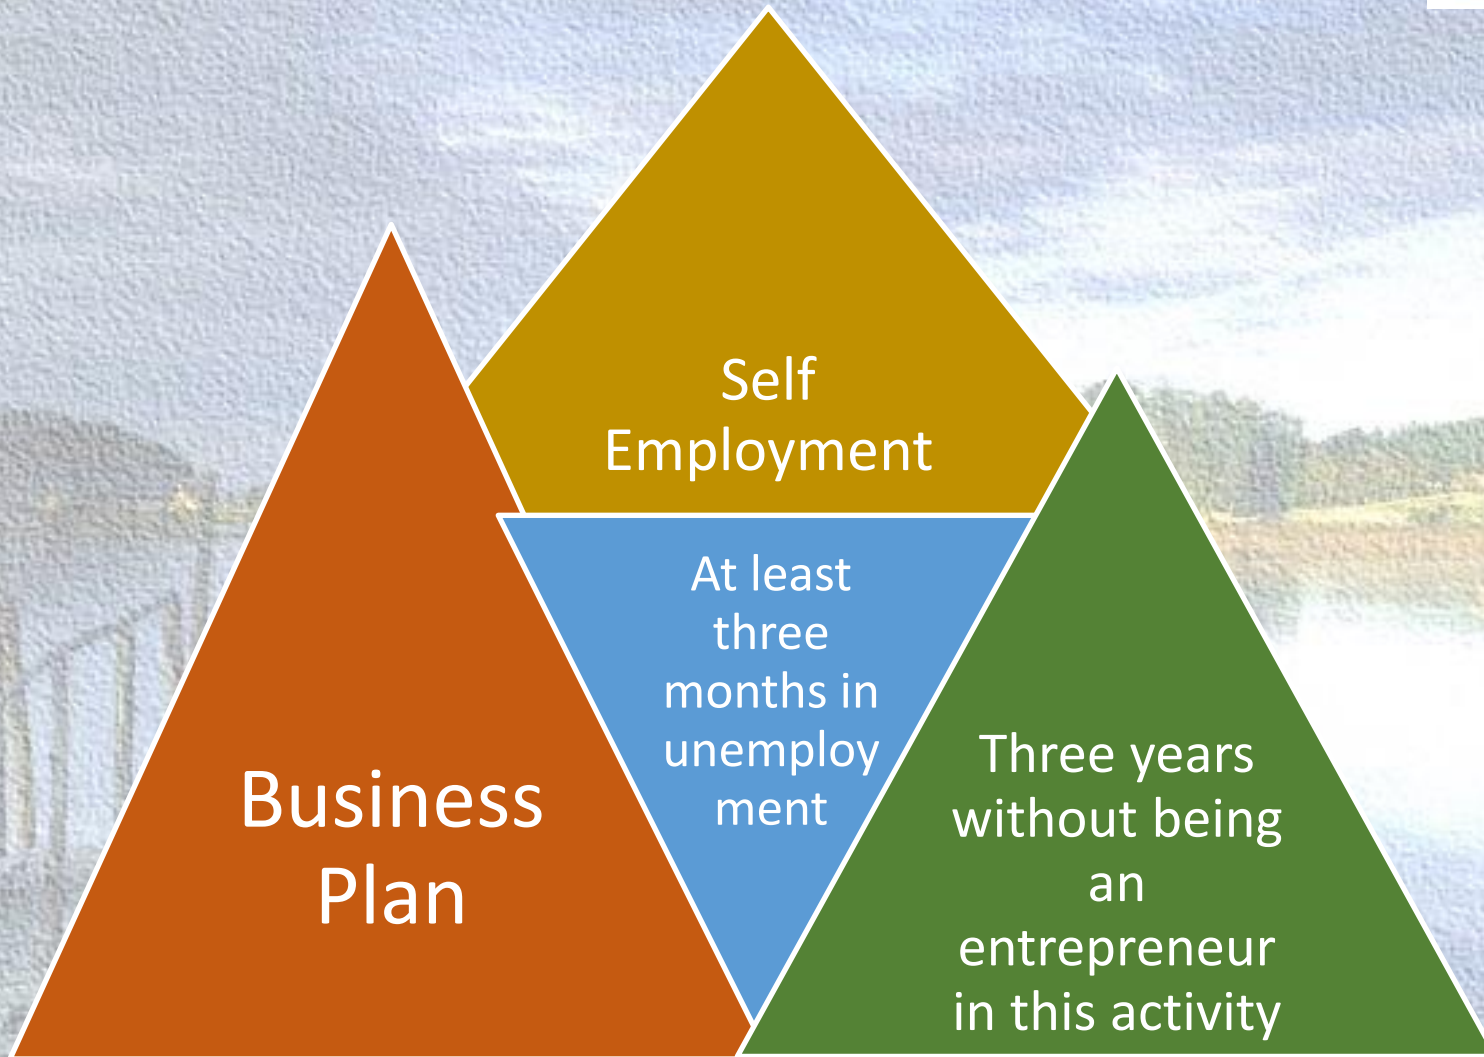 Self
Employment
At least
three
months in
unemploy
ment
Business
Plan
Three years
without being
an
entrepreneur
in this activity